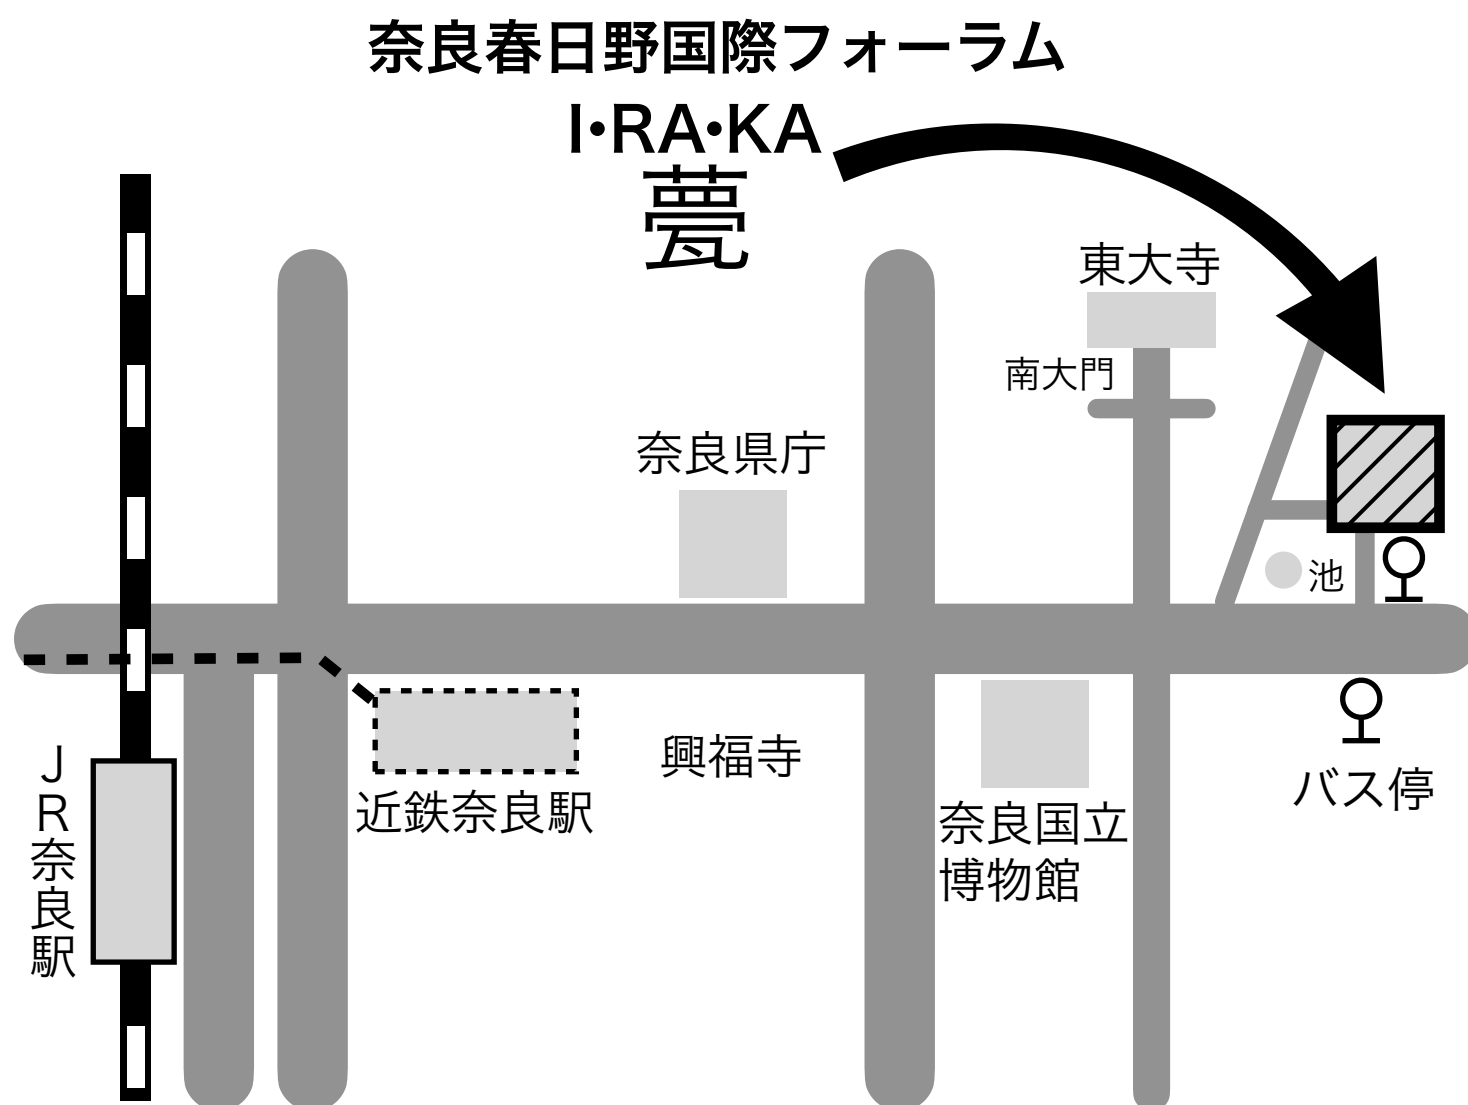 奈良春日野国際フォーラム
I•RA•KA
甍
東大寺
南大門
奈良県庁
池
JR奈良駅
近鉄奈良駅
興福寺
奈良国立
博物館
バス停